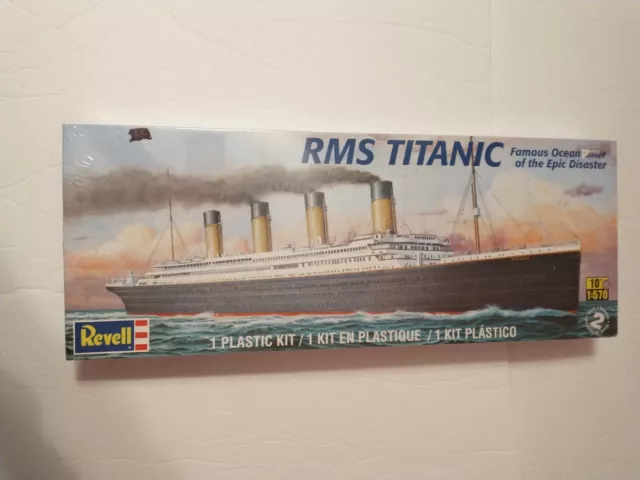 RMS TITANIC
Famous Ocean
of the Epic Disaster
10
1:570
Revell
1 PLASTIC KIT / 1 KIT EN PLASTIQUE / 1 KIT PLÁSTICO
2